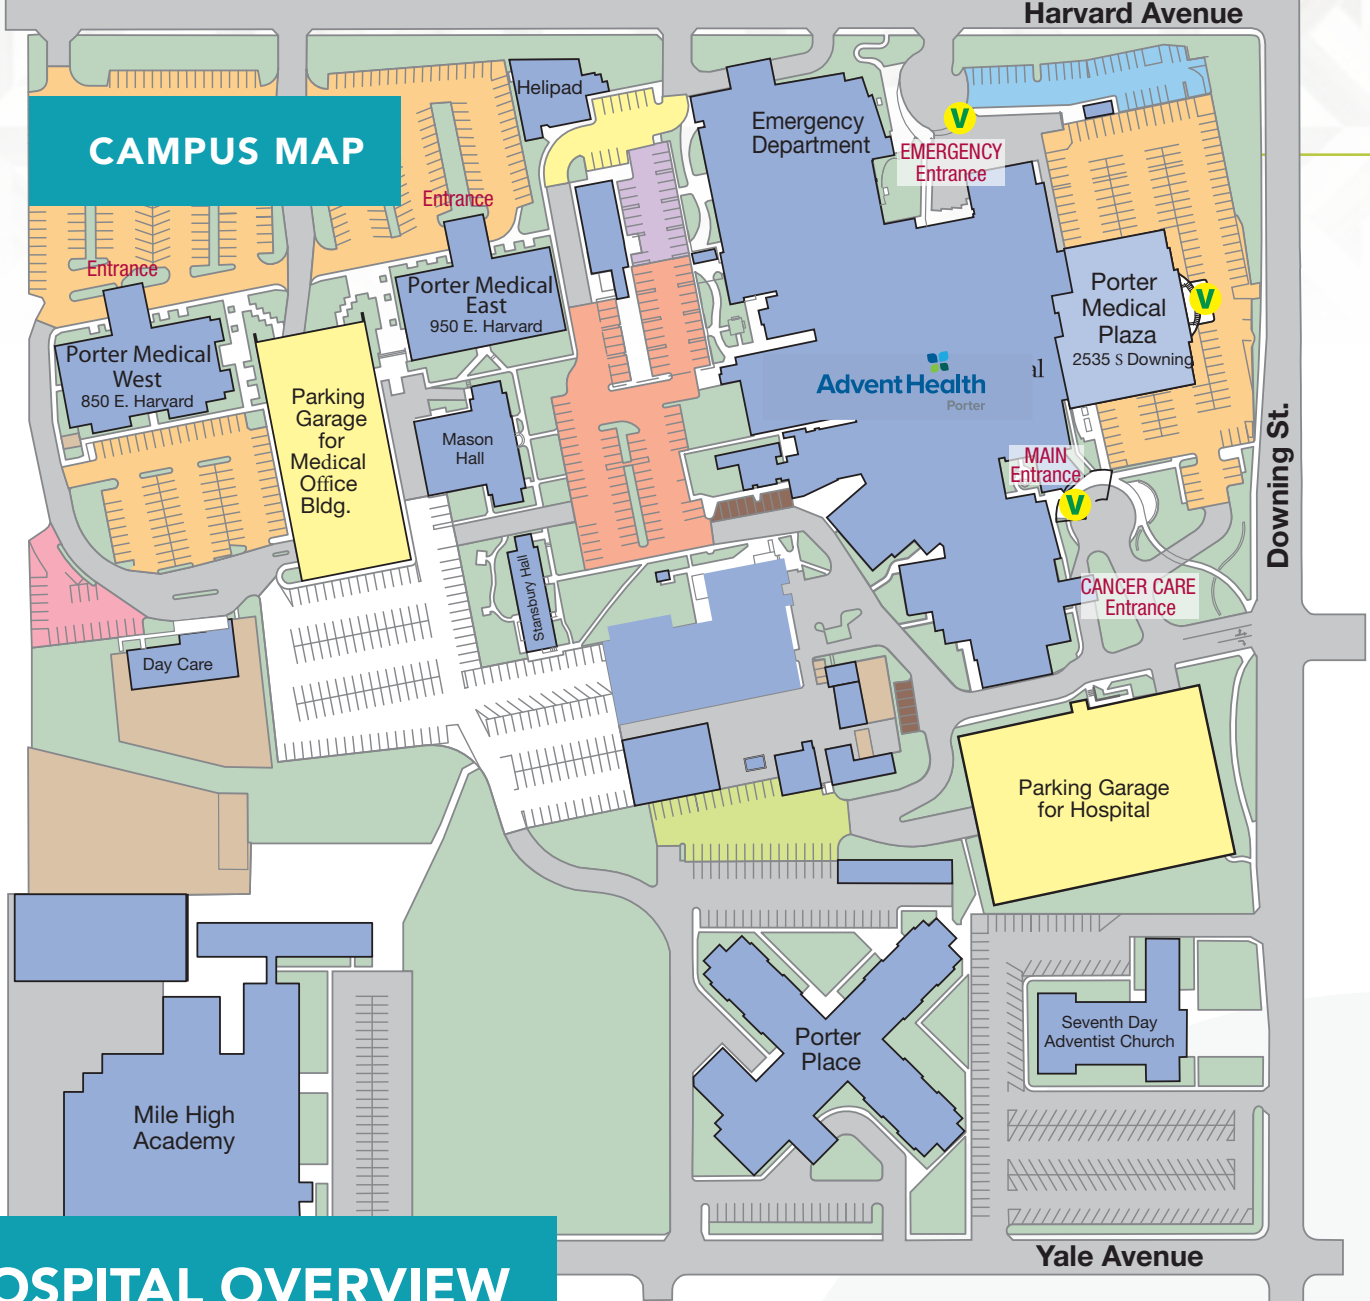 Harvard Avenue
CAMPUS MAP
Helipad
Emergency
Department
V
EMERGENCY
Entrance
Entrance
Entrance
Porter Medical
East
950 E. Harvard
Porter
Medical
Plaza
2535 S Downing
V
Porter Medical
West
850 E. Harvard
Parking
Garage
for
Medical
Office
Bldg.
AdventHealth
Porter
al
Mason
Hall
MAIN
Entrance
V
Downing St.
Stansbury Hall
CANCER CARE
Entrance
Day Care
Parking Garage
for Hospital
Porter
Place
Seventh Day
Adventist Church
Mile High
Academy
Yale Avenue
OSPITAL OVERVIEW